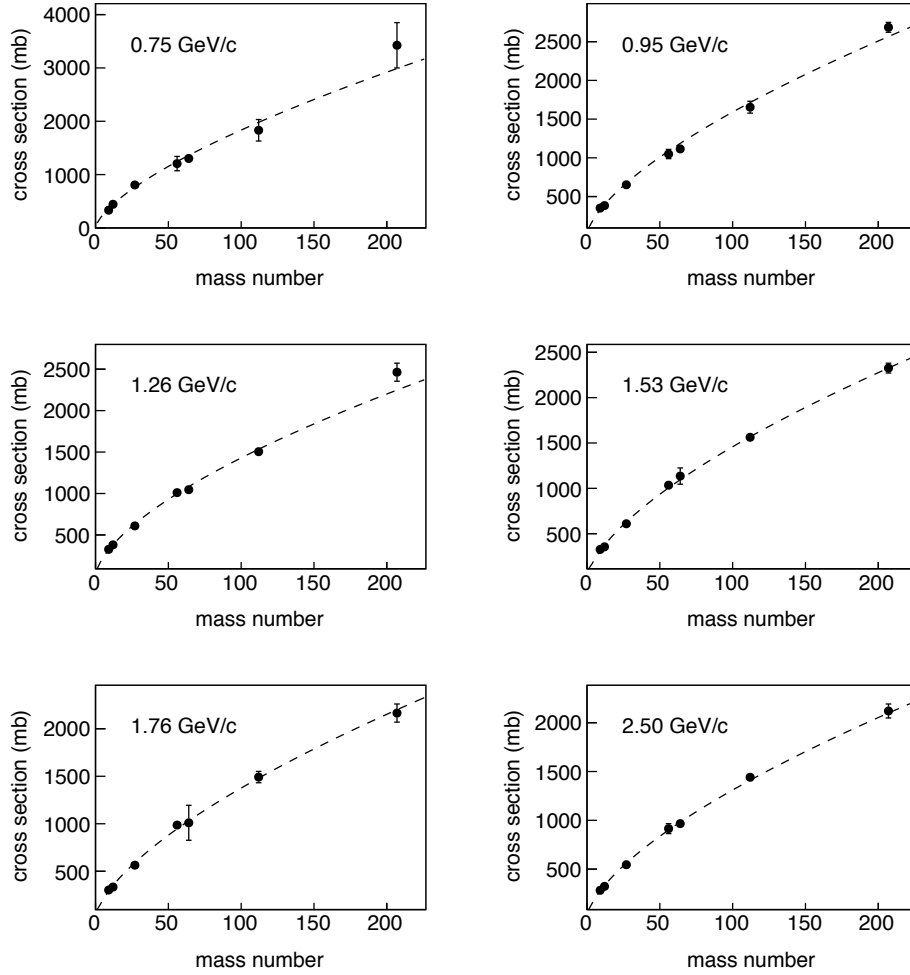 4000
3000
2000
1000
0
0 50 100 150 200
mass number
cross section (mb)
0.75 GeV/c
2500
2000
1500
1000
500
0 50 100 150 200
mass number
cross section (mb)
0.95 GeV/c
2500
2000
1500
1000
500
0 50 100 150 200
mass number
cross section (mb)
1.26 GeV/c
2500
2000
1500
1000
500
0 50 100 150 200
mass number
cross section (mb)
1.53 GeV/c
2000
1500
1000
500
0 50 100 150 200
mass number
cross section (mb)
1.76 GeV/c
2000
1500
1000
500
0 50 100 150 200
mass number
cross section (mb)
2.50 GeV/c